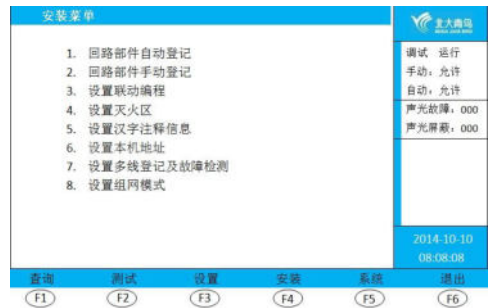 安装菜单
1. 回路部件自动登记
2. 回路部件手动登记
3. 设置联动编程
4. 设置灭火区
5. 设置汉字注释信息
6. 设置本机地址
7. 设置多线登记及故障检测
8. 设置组网模式
北大青鸟
调试 运行
手动：允许
自动：允许
声光故障：000
声光屏蔽：000
2014-10-10
08:08:08
查询 测试 设置 安装 系统 退出
F1 F2 F3 F4 F5 F6